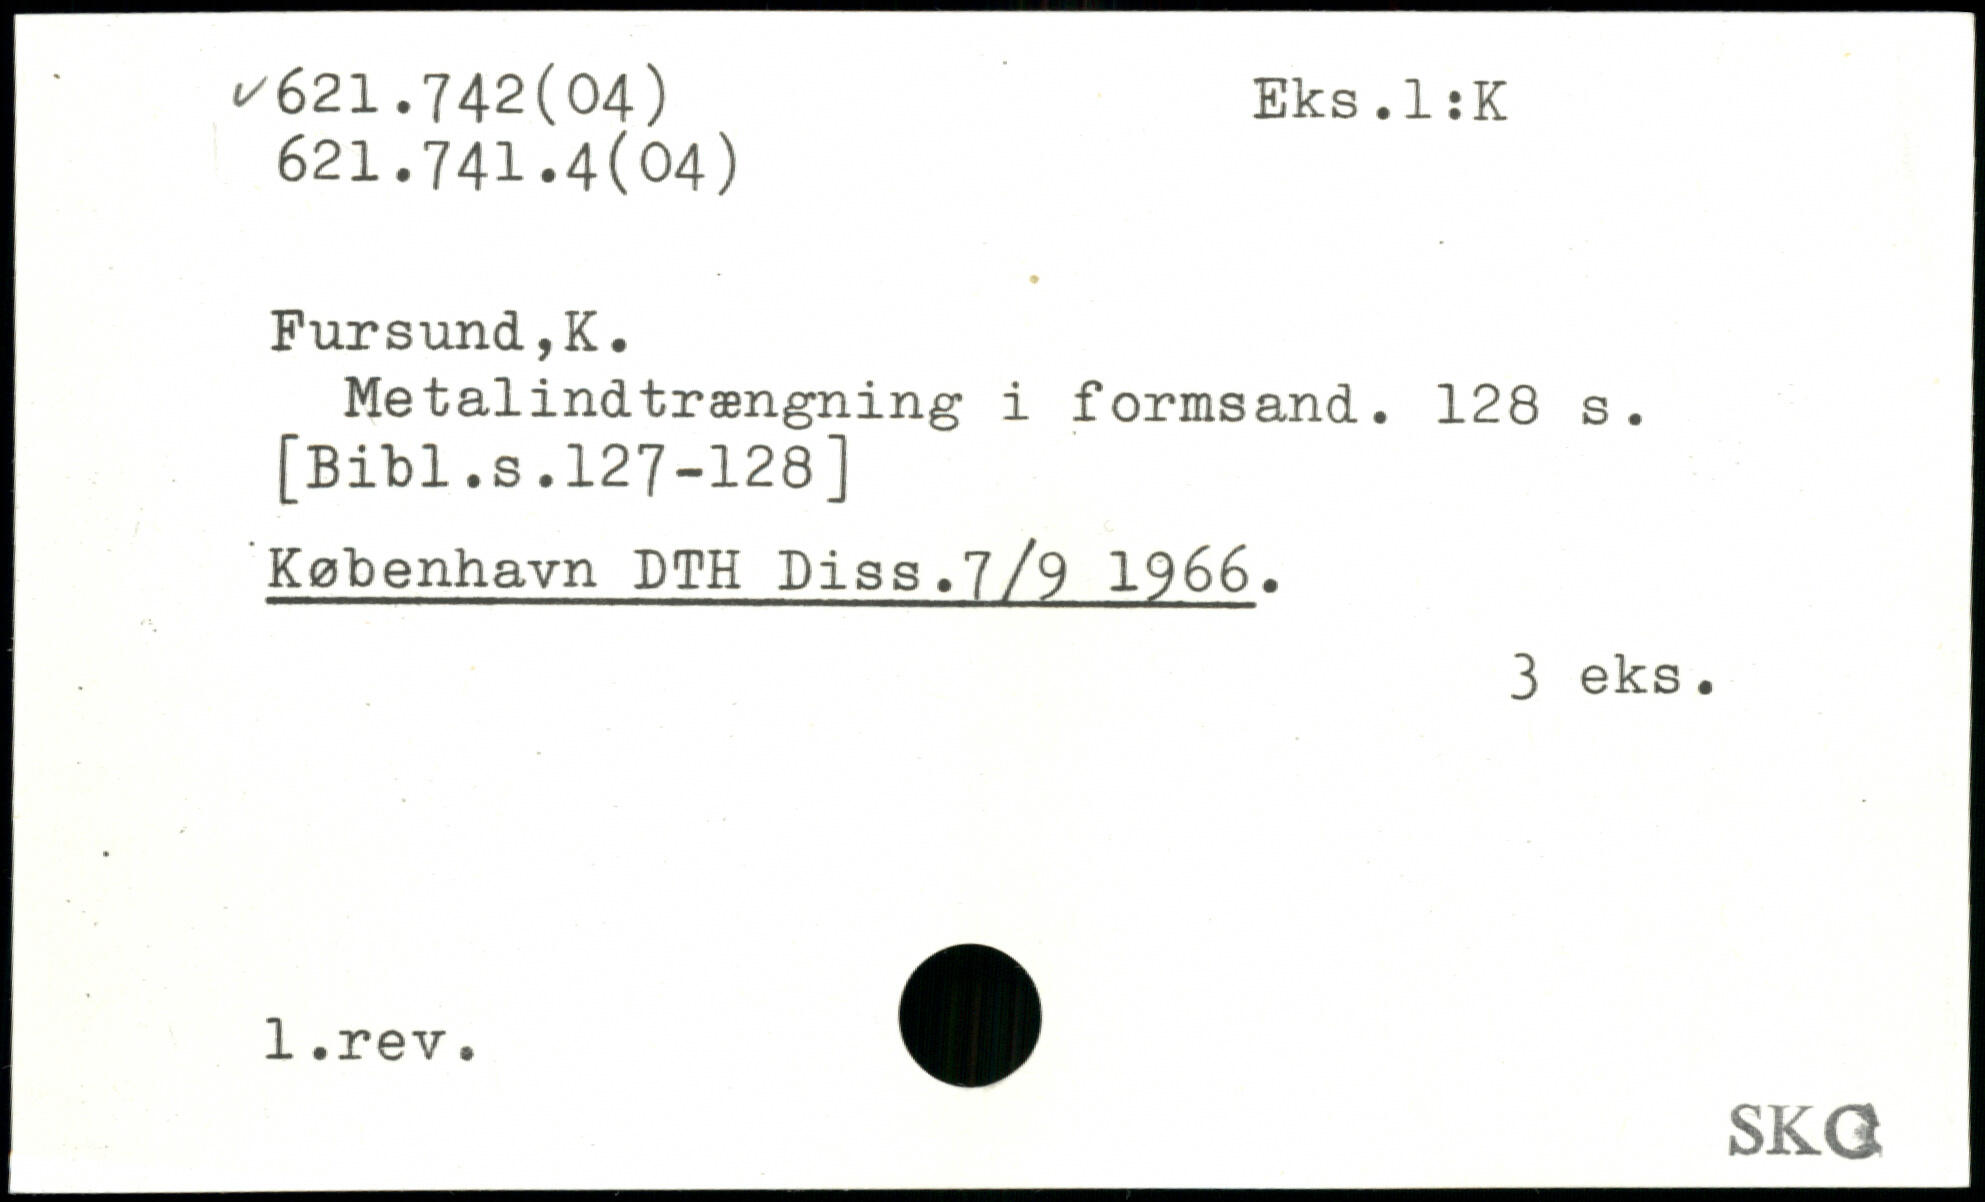 ✓621.742(04) Eks.1:K
621.741.4(04)
Fursund,K.
Metalindtrængning i formsand. 128 s.
[Bibl.s.127-128]
København DTH Diss.7/9 1966.
3 eks.
1.rev.